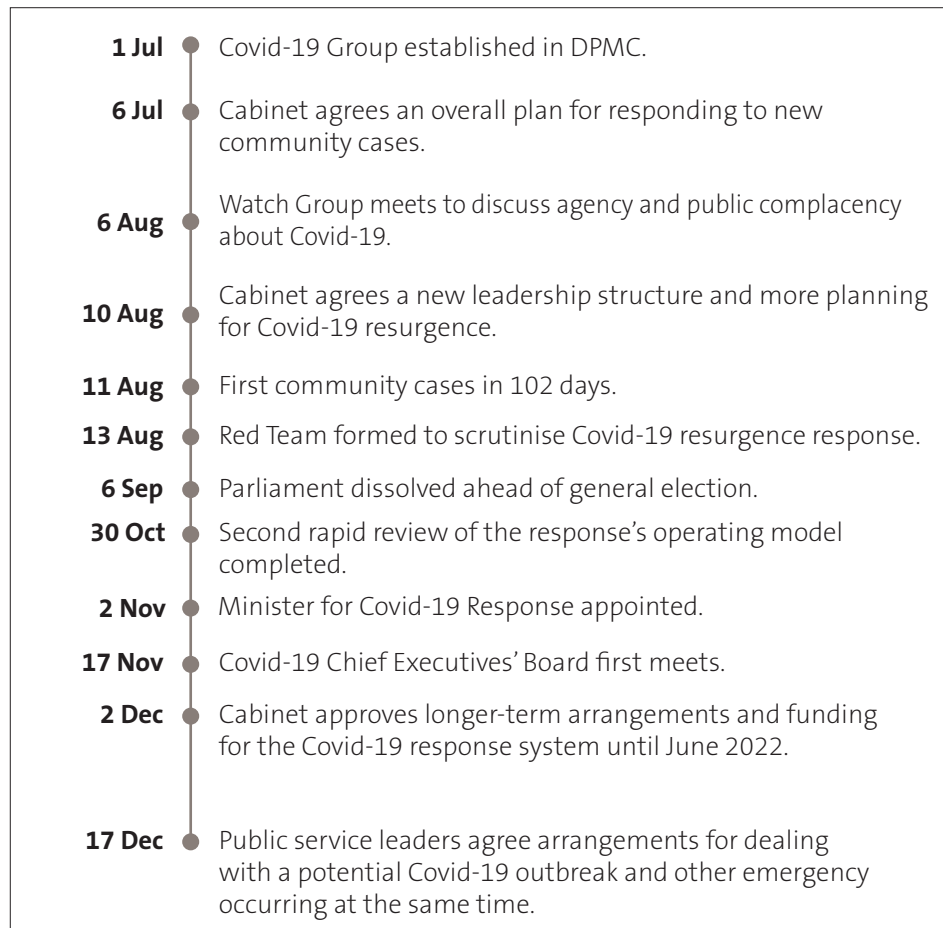 1 Jul Covid-19 Group established in DPMC.
6 Jul Cabinet agrees an overall plan for responding to new
community cases.
6 Aug Watch Group meets to discuss agency and public complacency
about Covid-19.
10 Aug Cabinet agrees a new leadership structure and more planning
for Covid-19 resurgence.
11 Aug First community cases in 102 days.
13 Aug Red Team formed to scrutinise Covid-19 resurgence response.
6 Sep Parliament dissolved ahead of general election.
30 Oct Second rapid review of the response’s operating model
completed.
2 Nov Minister for Covid-19 Response appointed.
17 Nov Covid-19 Chief Executives’ Board first meets.
2 Dec Cabinet approves longer-term arrangements and funding
for the Covid-19 response system until June 2022.
17 Dec Public service leaders agree arrangements for dealing
with a potential Covid-19 outbreak and other emergency
occurring at the same time.